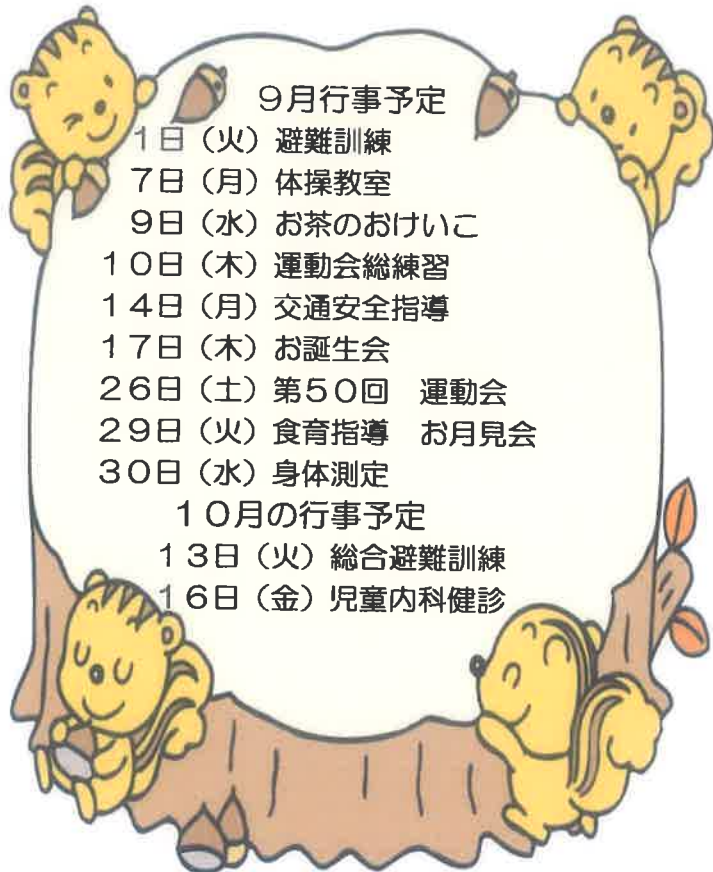 ９月行事予定
１日（火）避難訓練
７日（月）体操教室
９日（水）お茶のおけいこ
１０日（木）運動会総練習
１４日（月）交通安全指導
１７日（木）お誕生会
２６日（土）第５０回　運動会
２９日（火）食育指導　お月見会
３０日（水）身体測定
１０月の行事予定
１３日（火）総合避難訓練
１６日（金）児童内科健診